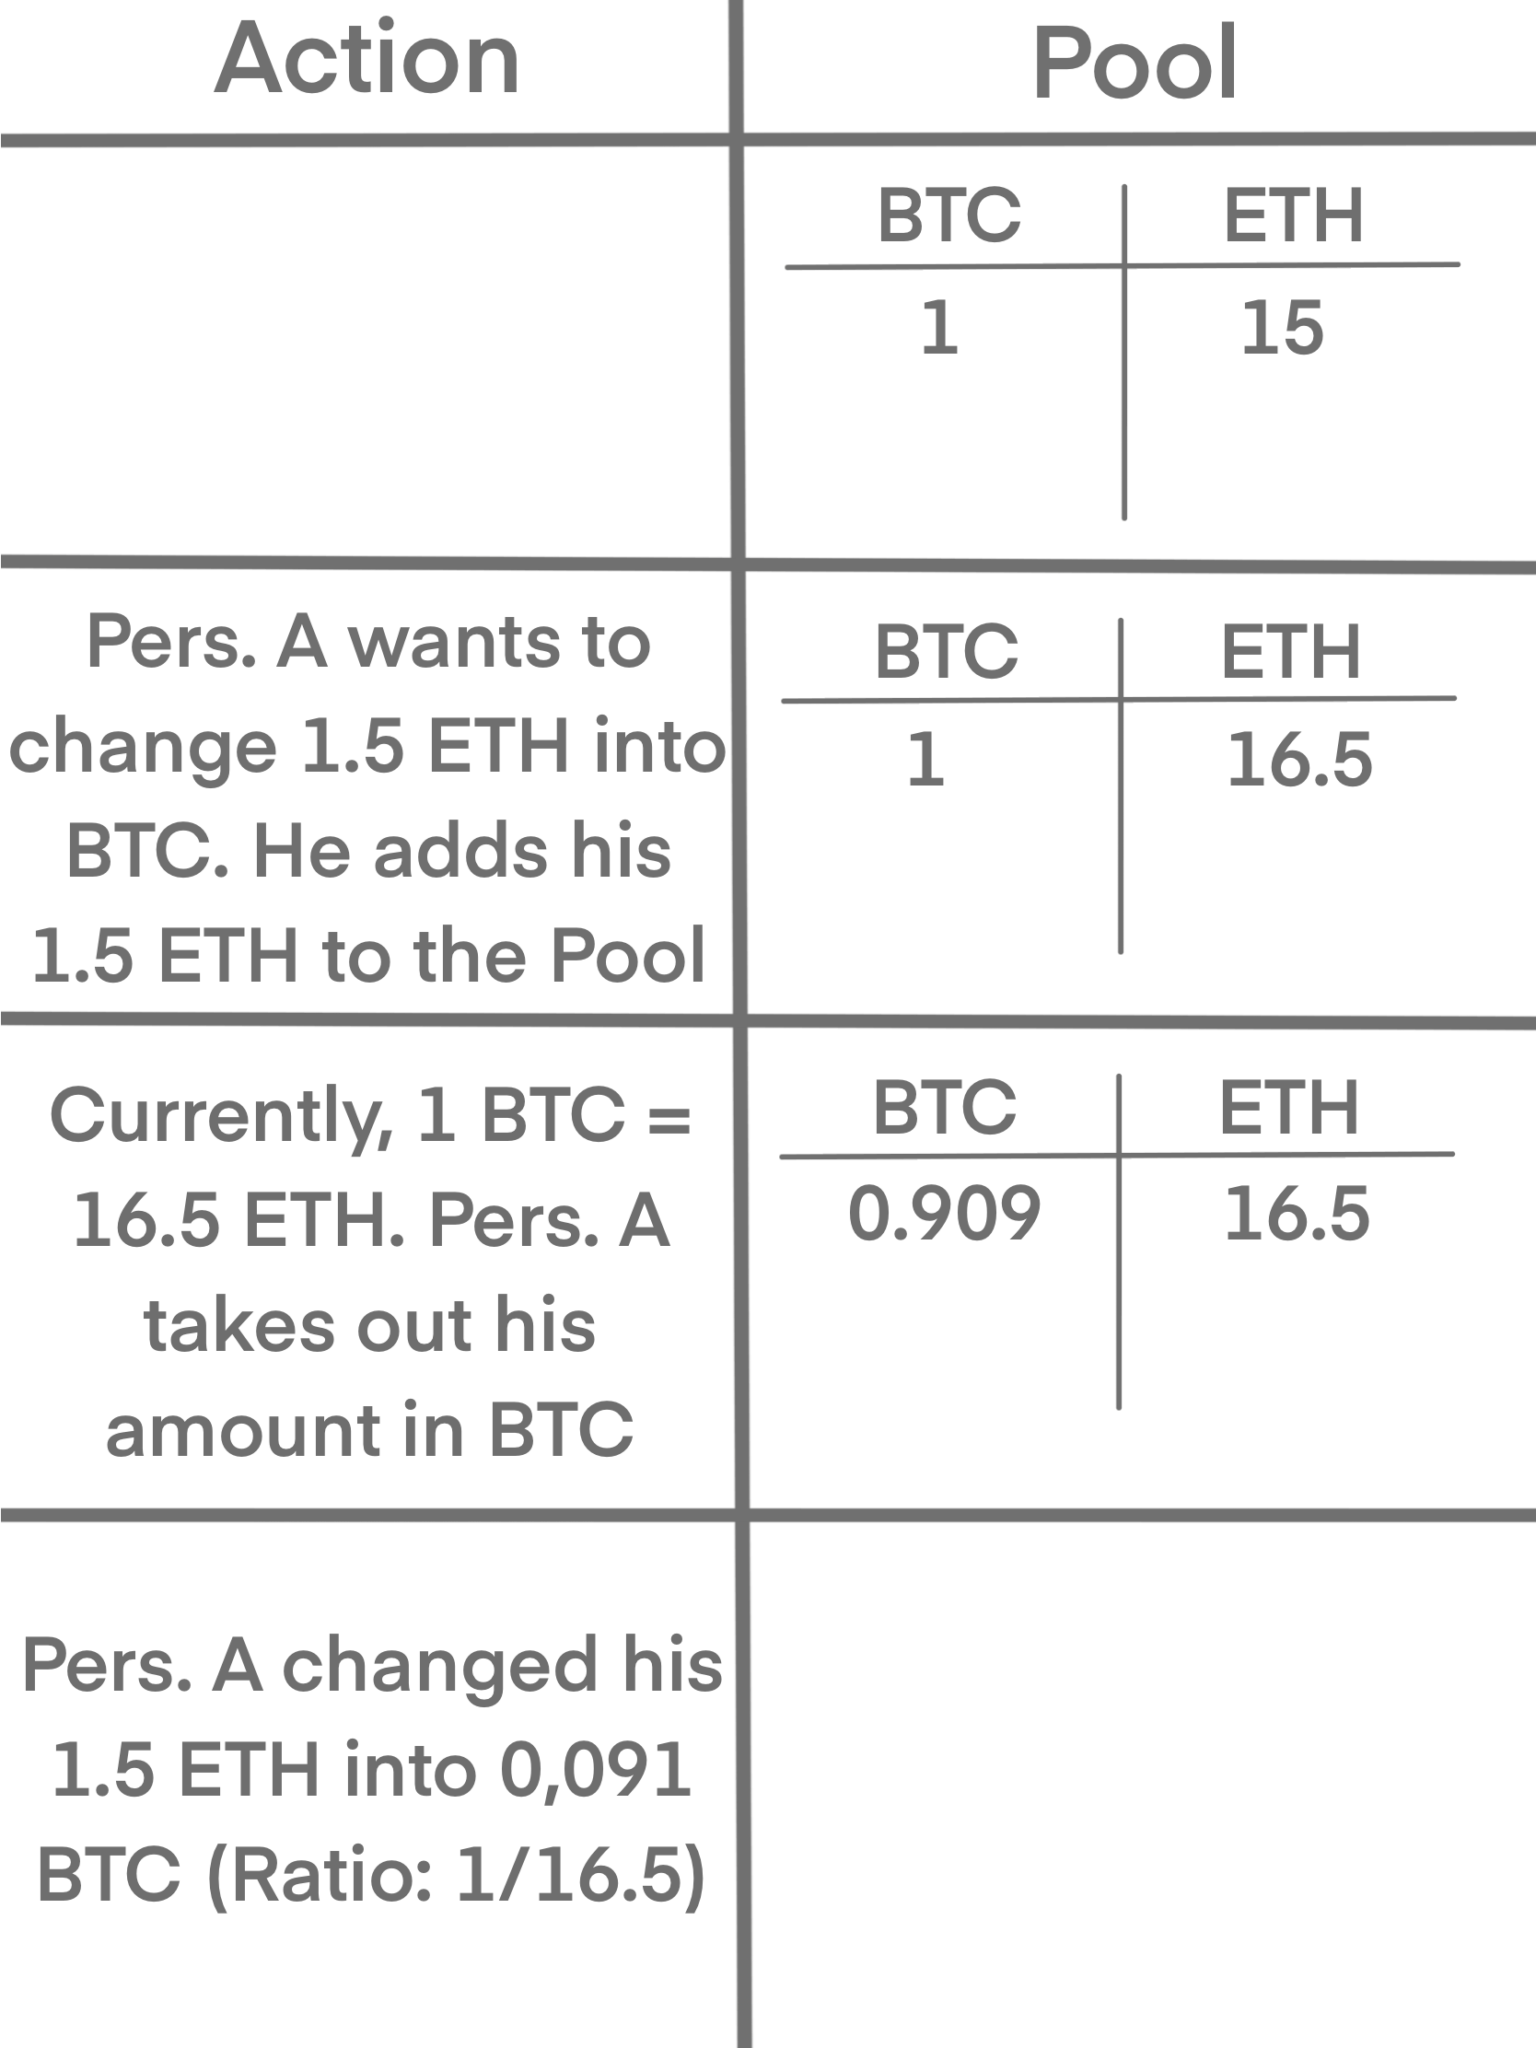 Action
Pool
BTC
ETH
1
15
Pers. A wants to
change 1.5 ETH into
BTC. He adds his
1.5 ETH to the Pool
BTC
ETH
1
16.5
Currently, 1 BTC =
16.5 ETH. Pers. A
takes out his
amount in BTC
BTC
ETH
0.909
16.5
Pers. A changed his
1.5 ETH into 0,091
BTC (Ratio: 1/16.5)